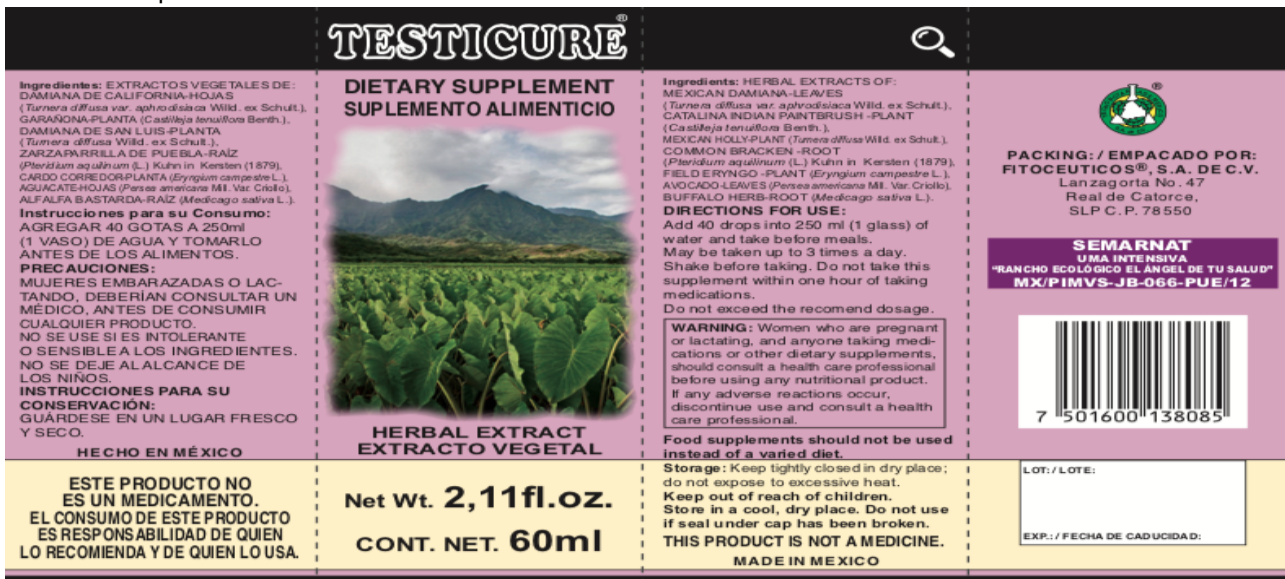 Ingredientes: EXTRACTOS VEGETALES DE:
DAMIANA DE CALIFORNIA-HOJAS
(Turnera diffusa var. aphrodisiaca Willd. ex Schult.),
GARAÑONA-PLANTA (Castilleja tenuiflora Benth.),
DAMIANA DE SAN LUIS-PLANTA
(Turnera diffusa Willd. ex Schult.),
ZARZAPARRILLA DE PUEBLA-RAÍZ
(Pteridium aquilinum (L.) Kuhn in Kersten (1879),
CARDO CORREDOR-PLANTA (Eryngium campestre L.),
AGUACATE-HOJAS (Persea americana Mill. Var. Criollo),
ALFALFA BASTARDA-RAÍZ (Medicago sativa L.).
Instrucciones para su Consumo:
AGREGAR 40 GOTAS A 250ml
(1 VASO) DE AGUA Y TOMARLO
ANTES DE LOS ALIMENTOS.
PRECAUCIONES:
MUJERES EMBARAZADAS O LAC-
TANDO, DEBERÍAN CONSULTAR UN
MÉDICO, ANTES DE CONSUMIR
CUALQUIER PRODUCTO.
NO SE USE SI ES INTOLERANTE
O SENSIBLE A LOS INGREDIENTES.
NO SE DEJE AL ALCANCE DE
LOS NIÑOS.
INSTRUCCIONES PARA SU
CONSERVACIÓN:
GUÁRDESE EN UN LUGAR FRESCO
Y SECO.
HECHO EN MÉXICO
ESTE PRODUCTO NO
ES UN MEDICAMENTO.
EL CONSUMO DE ESTE PRODUCTO
ES RESPONSABILIDAD DE QUIEN
LO RECOMIENDA Y DE QUIEN LO USA.
TESTICURE®
DIETARY SUPPLEMENT
SUPLEMENTO ALIMENTICIO
HERBAL EXTRACT
EXTRACTO VEGETAL
Net Wt. 2,11fl.oz.
CONT. NET. 60ml
Ingredients: HERBAL EXTRACTS OF:
MEXICAN DAMIANA-LEAVES
(Turnera diffusa var. aphrodisiaca Willd. ex Schult.),
CATALINA INDIAN PAINTBRUSH -PLANT
(Castilleja tenuiflora Benth.),
MEXICAN HOLLY-PLANT (Turnera diffusa Willd. ex Schult.),
COMMON BRACKEN -ROOT
(Pteridium aquilinum (L.) Kuhn in Kersten (1879),
FIELD ERYNGO -PLANT (Eryngium campestre L.),
AVOCADO-LEAVES (Persea americana Mill. Var. Criollo),
BUFFALO HERB-ROOT (Medicago sativa L.).
DIRECTIONS FOR USE:
Add 40 drops into 250 ml (1 glass) of
water and take before meals.
May be taken up to 3 times a day.
Shake before taking. Do not take this
supplement within one hour of taking
medications.
Do not exceed the recomend dosage.
WARNING: Women who are pregnant
or lactating, and anyone taking medi-
cations or other dietary supplements,
should consult a health care professional
before using any nutritional product.
If any adverse reactions occur,
discontinue use and consult a health
care professional.
Food supplements should not be used
instead of a varied diet.
Storage: Keep tightly closed in dry place;
do not expose to excessive heat.
Keep out of reach of children.
Store in a cool, dry place. Do not use
if seal under cap has been broken.
THIS PRODUCT IS NOT A MEDICINE.
MADE IN MEXICO
®
PACKING: / EMPACADO POR:
FITOCEUTICOS®, S.A. DE C.V.
Lanzagorta No. 47
Real de Catorce,
SLP C.P. 78550
SEMARNAT
UMA INTENSIVA
"RANCHO ECOLÓGICO EL ÁNGEL DE TU SALUD"
MX/PIMVS-JB-066-PUE/12
7 501600 138085
LOT: / LOTE:
EXP.: / FECHA DE CADUCIDAD: